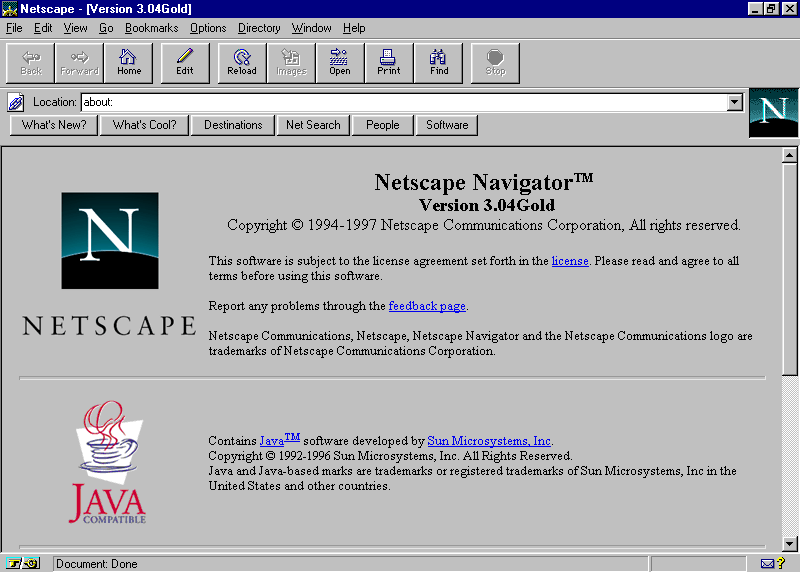 Netscape - [Version 3.04Gold]
File Edit View Go Bookmarks Options Directory Window Help
Back Forward Home Edit Reload Images Open Print Find Stop
Location: about:
N
What's New? What's Cool? Destinations Net Search People Software
Netscape Navigator™
Version 3.04Gold
Copyright © 1994-1997 Netscape Communications Corporation, All rights reserved.
N
NETSCAPE
This software is subject to the license agreement set forth in the license. Please read and agree to all
terms before using this software.
Report any problems through the feedback page.
Netscape Communications, Netscape, Netscape Navigator and the Netscape Communications logo are
trademarks of Netscape Communications Corporation.
JAVA
COMPATIBLE
Contains Java™ software developed by Sun Microsystems, Inc.
Copyright © 1992-1996 Sun Microsystems, Inc. All Rights Reserved.
Java and Java-based marks are trademarks or registered trademarks of Sun Microsystems, Inc in the
United States and other countries.
Document: Done
?